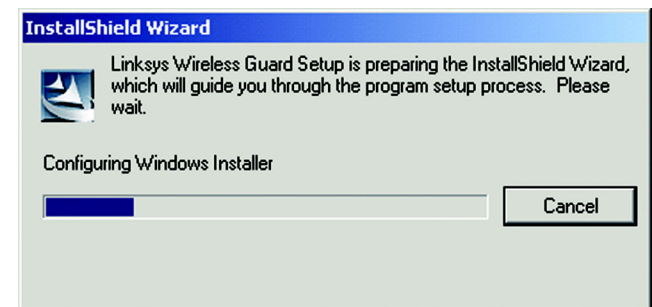 InstallShield Wizard
Linksys Wireless Guard Setup is preparing the InstallShield Wizard,
which will guide you through the program setup process. Please
wait.
Configuring Windows Installer
Cancel